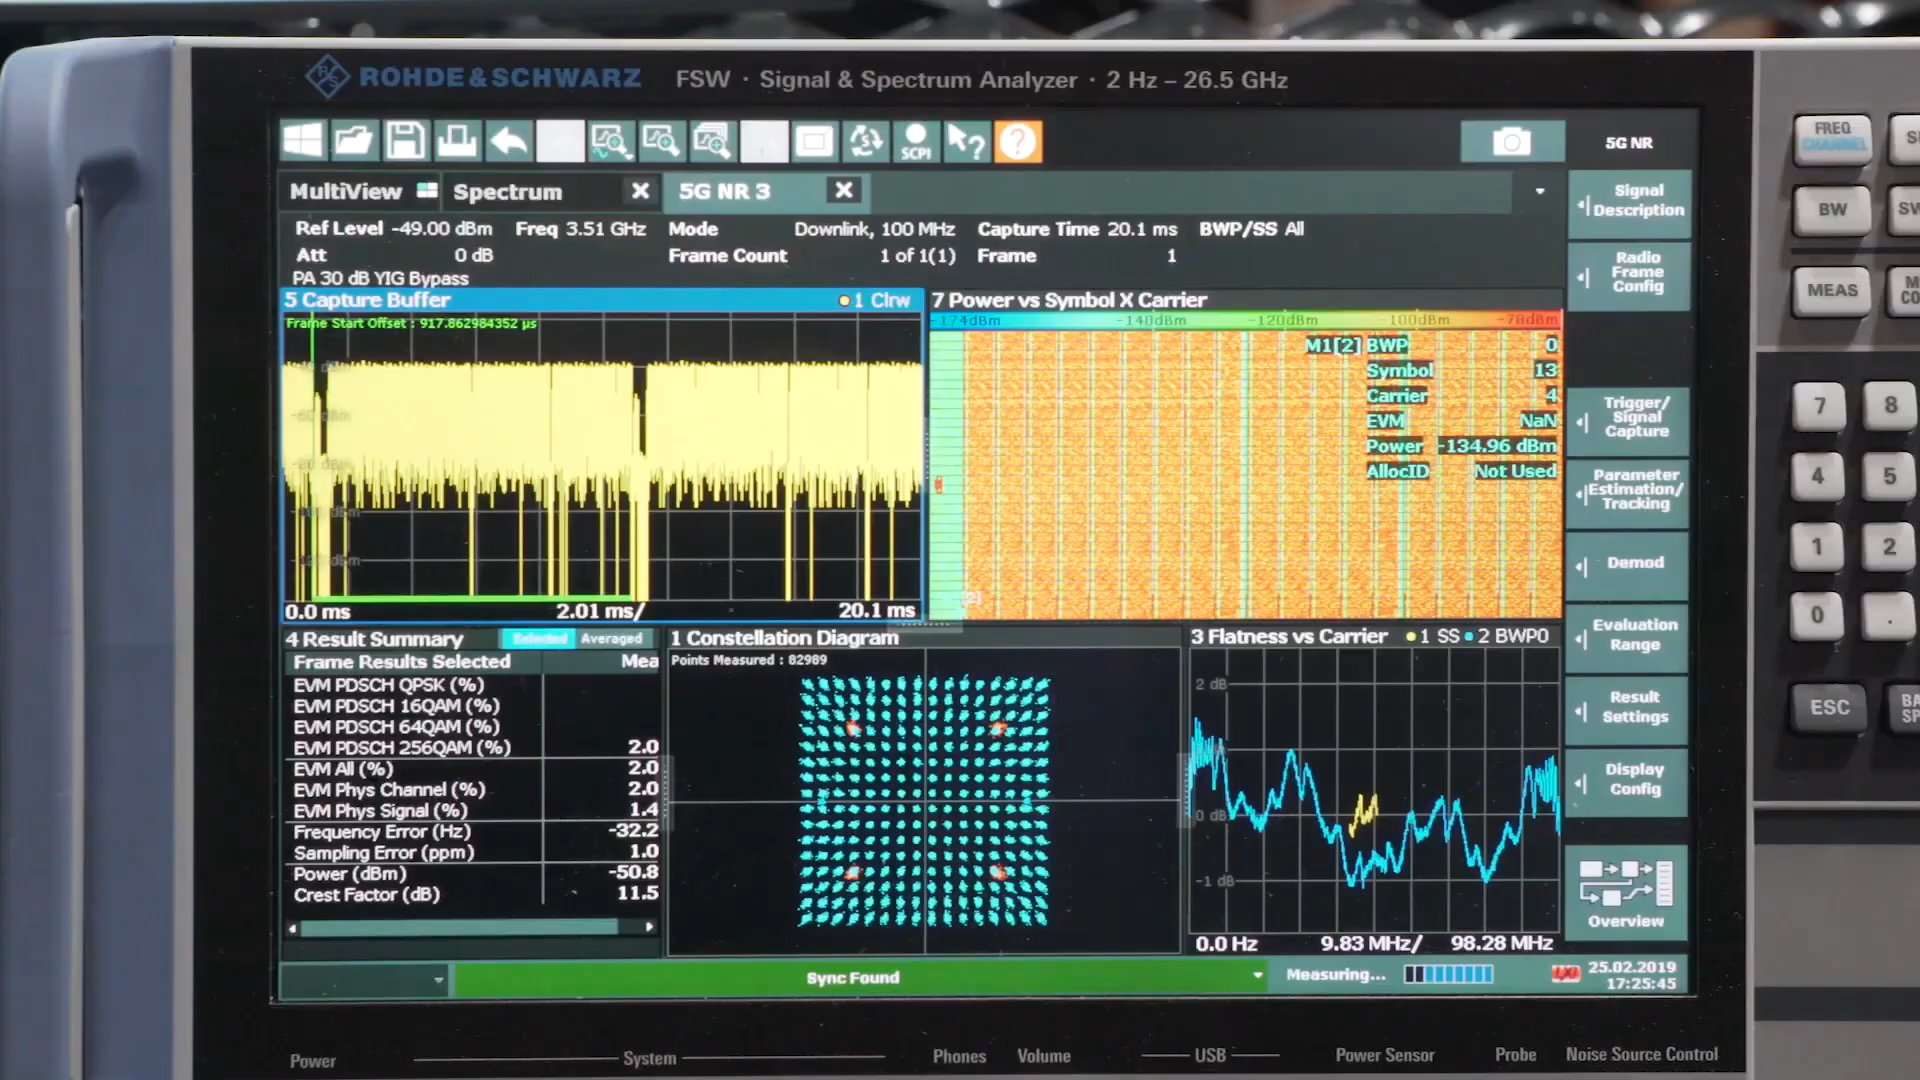 ROHDE & SCHWARZ FSW · Signal & Spectrum Analyzer · 2 Hz – 26.5 GHz
SCPI
5G NR
MultiView Spectrum 5G NR 3
Ref Level -49.00 dBm Freq 3.51 GHz Mode Downlink, 100 MHz Capture Time 20.1 ms BWP/SS All
Att 0 dB Frame Count 1 of 1(1) Frame 1
PA 30 dB YIG Bypass
5 Capture Buffer 1 Clrw
Frame Start Offset : 917.862984352 µs
0.0 ms 2.01 ms/ 20.1 ms
7 Power vs Symbol X Carrier
-174dBm -140dBm -120dBm -100dBm -78dBm
M1[2] BWP 0
Symbol 13
Carrier 4
EVM NaN
Power -134.96 dBm
AllocID Not Used
4 Result Summary Selected Averaged
Frame Results Selected Mea
EVM PDSCH QPSK (%)
EVM PDSCH 16QAM (%)
EVM PDSCH 64QAM (%)
EVM PDSCH 256QAM (%) 2.0
EVM All (%) 2.0
EVM Phys Channel (%) 2.0
EVM Phys Signal (%) 1.4
Frequency Error (Hz) -32.2
Sampling Error (ppm) 1.0
Power (dBm) -50.8
Crest Factor (dB) 11.5
1 Constellation Diagram
Points Measured : 82989
3 Flatness vs Carrier 1 SS 2 BWP0
2 dB
0 dB
-1 dB
0.0 Hz 9.83 MHz/ 98.28 MHz
Sync Found
Measuring...
25.02.2019
17:25:45
Signal
Description
Radio
Frame
Config
Trigger/
Signal
Capture
Parameter
Estimation/
Tracking
Demod
Evaluation
Range
Result
Settings
Display
Config
Overview
FREQ
CHANNEL
BW
MEAS
7 8
4 5
1 2
0 .
ESC
Power System Phones Volume USB Power Sensor Probe Noise Source Control